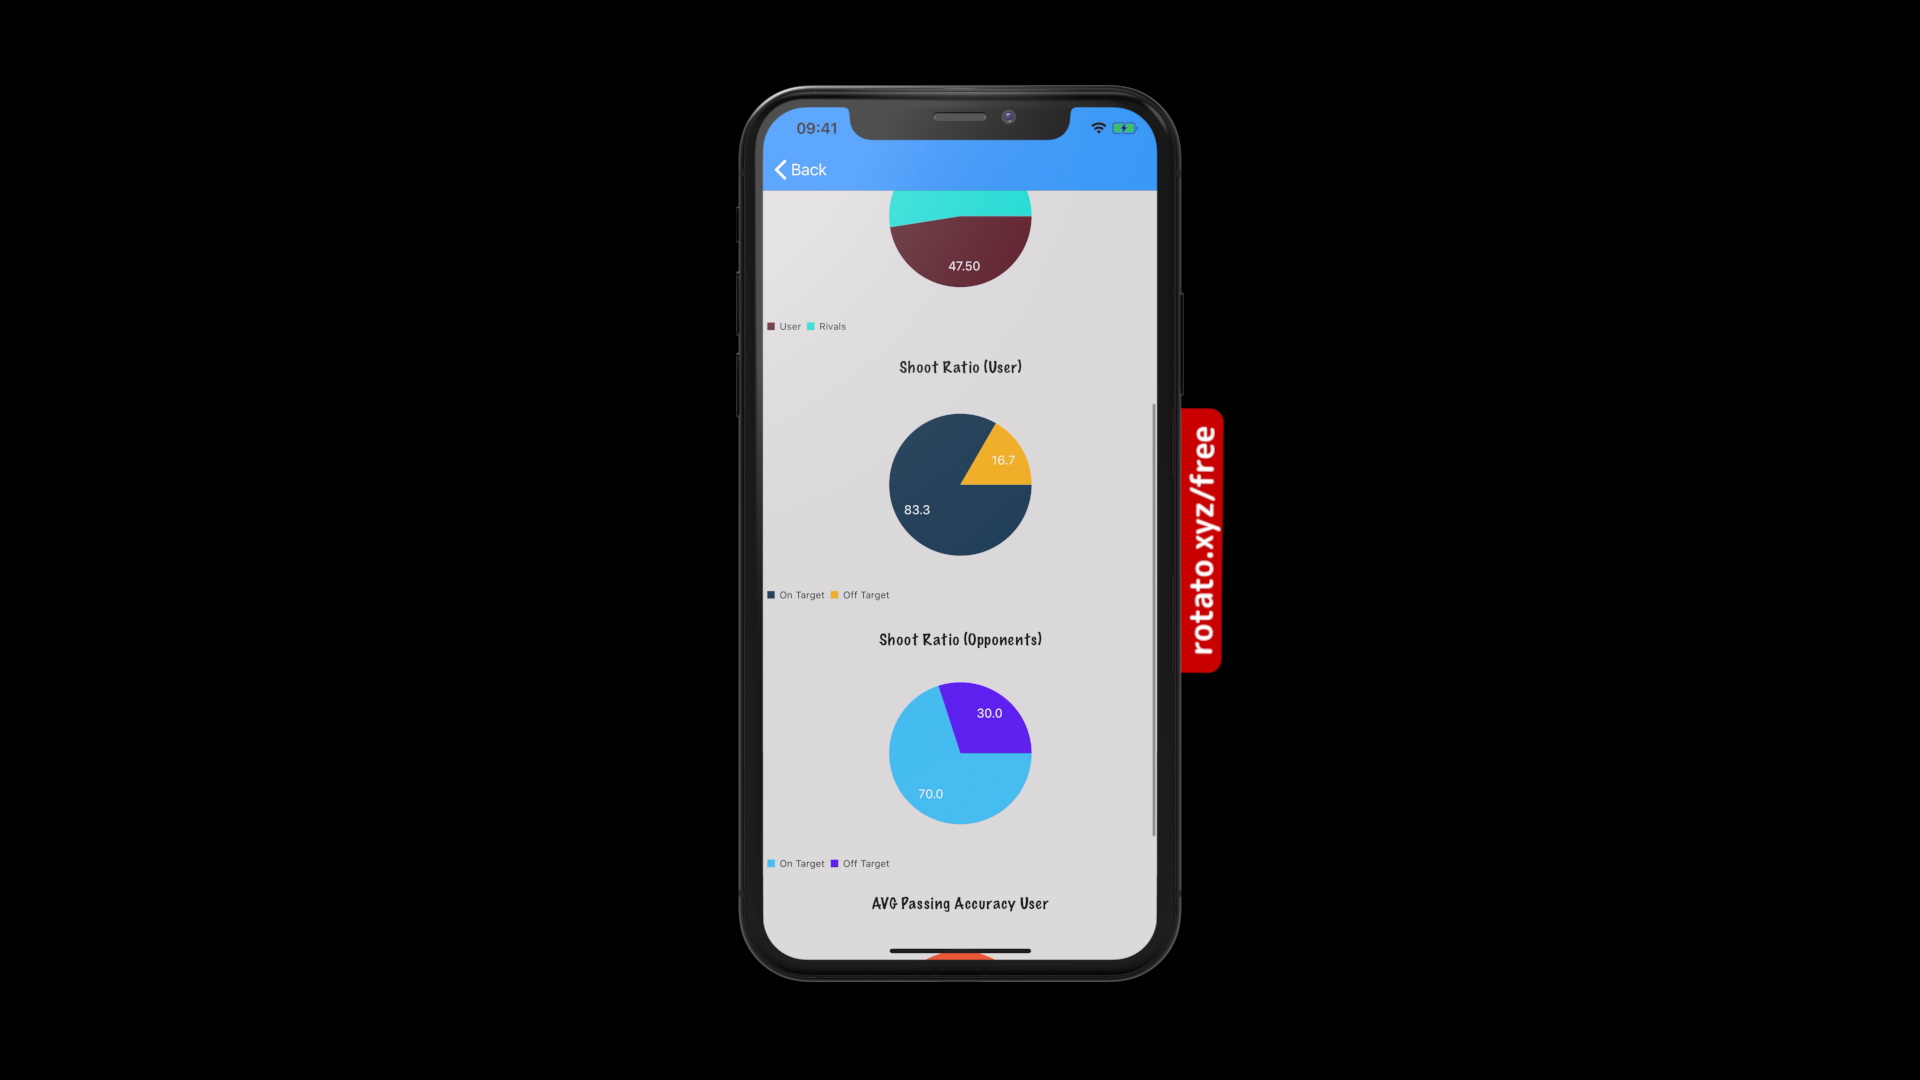 09:41
Back
47.50
User Rivals
Shoot Ratio (User)
16.7
83.3
On Target Off Target
Shoot Ratio (Opponents)
30.0
70.0
On Target Off Target
AVG Passing Accuracy User
rotato.xyz/free